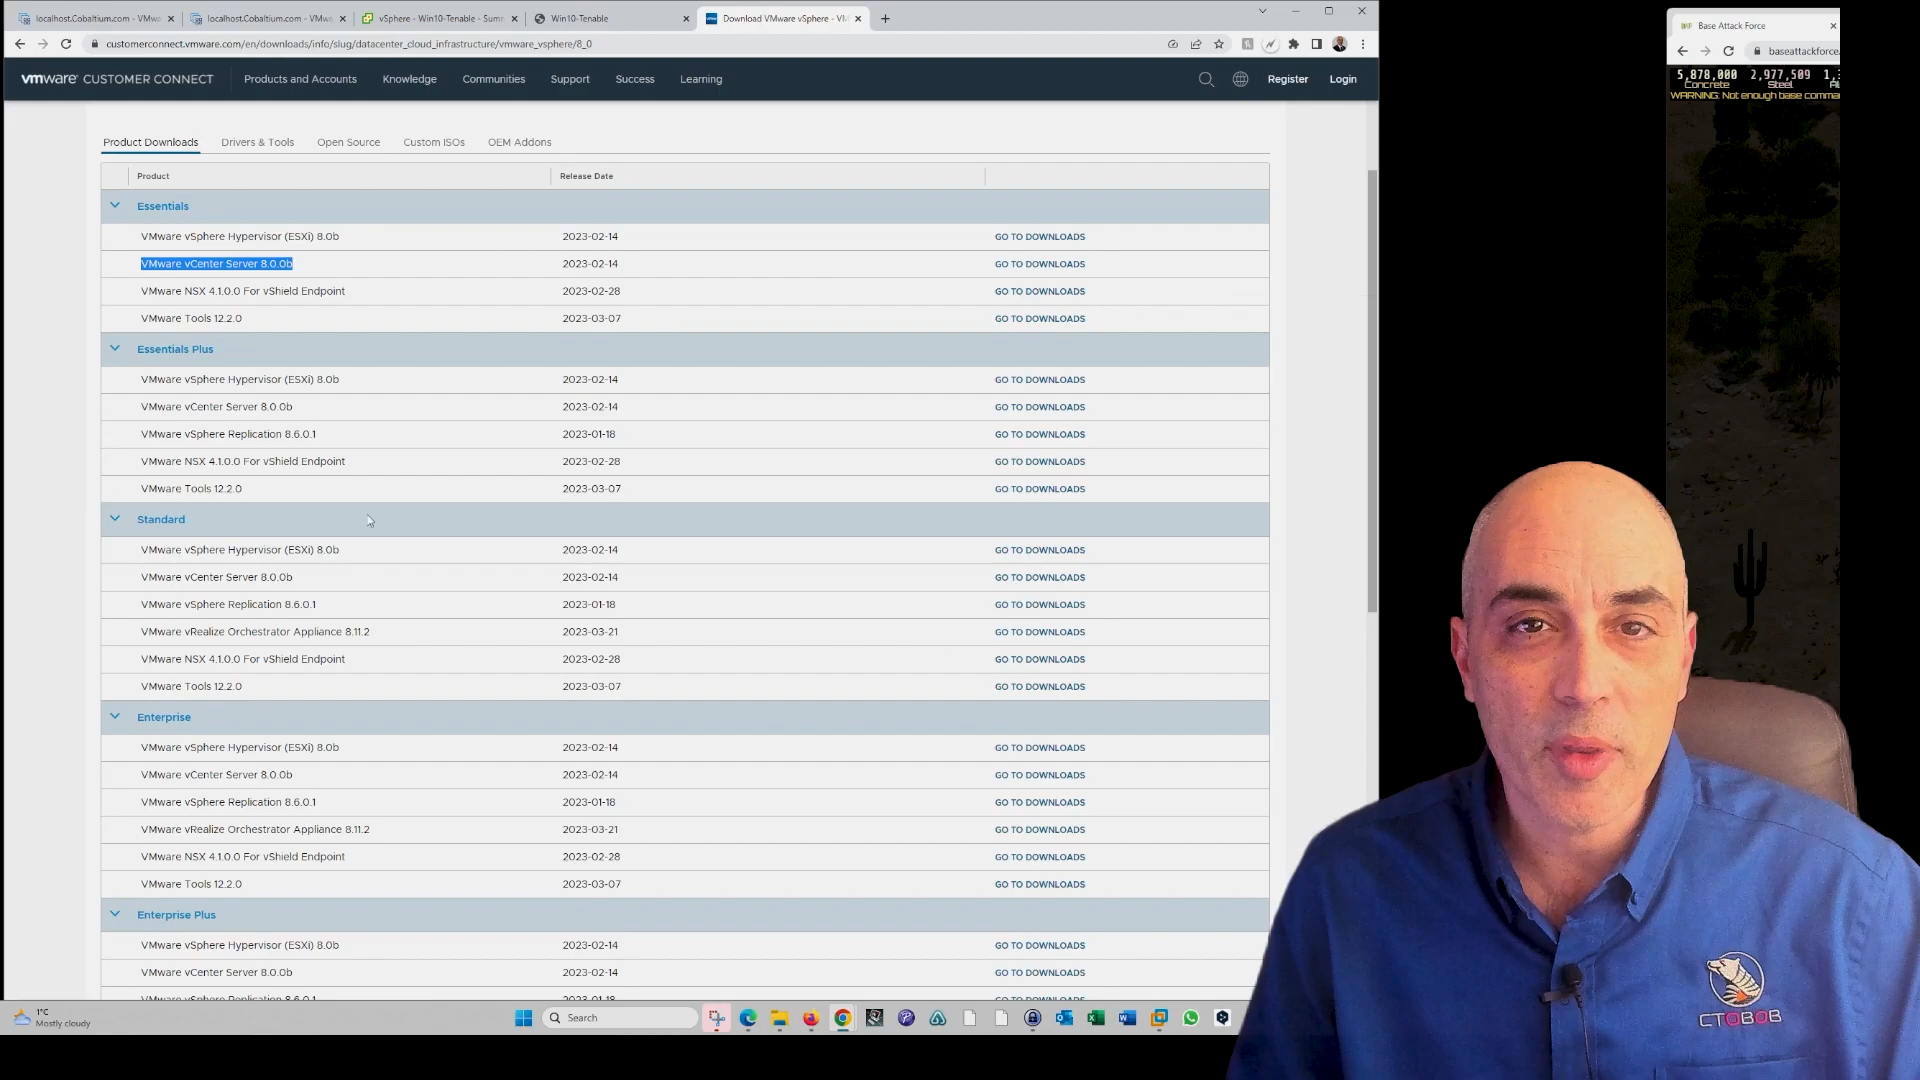 localhost.Cobaltium.com - VMwa
localhost.Cobaltium.com - VMwa
vSphere - Win10-Tenable - Summ
Win10-Tenable
Download VMware vSphere - VM
customerconnect.vmware.com/en/downloads/info/slug/datacenter_cloud_infrastructure/vmware_vsphere/8_0
vmware CUSTOMER CONNECT
Products and Accounts
Knowledge
Communities
Support
Success
Learning
Register
Login
Product Downloads
Drivers & Tools
Open Source
Custom ISOs
OEM Addons
Product
Release Date
Essentials
VMware vSphere Hypervisor (ESXi) 8.0b 2023-02-14 GO TO DOWNLOADS
VMware vCenter Server 8.0.0b 2023-02-14 GO TO DOWNLOADS
VMware NSX 4.1.0.0 For vShield Endpoint 2023-02-28 GO TO DOWNLOADS
VMware Tools 12.2.0 2023-03-07 GO TO DOWNLOADS
Essentials Plus
VMware vSphere Hypervisor (ESXi) 8.0b 2023-02-14 GO TO DOWNLOADS
VMware vCenter Server 8.0.0b 2023-02-14 GO TO DOWNLOADS
VMware vSphere Replication 8.6.0.1 2023-01-18 GO TO DOWNLOADS
VMware NSX 4.1.0.0 For vShield Endpoint 2023-02-28 GO TO DOWNLOADS
VMware Tools 12.2.0 2023-03-07 GO TO DOWNLOADS
Standard
VMware vSphere Hypervisor (ESXi) 8.0b 2023-02-14 GO TO DOWNLOADS
VMware vCenter Server 8.0.0b 2023-02-14 GO TO DOWNLOADS
VMware vSphere Replication 8.6.0.1 2023-01-18 GO TO DOWNLOADS
VMware vRealize Orchestrator Appliance 8.11.2 2023-03-21 GO TO DOWNLOADS
VMware NSX 4.1.0.0 For vShield Endpoint 2023-02-28 GO TO DOWNLOADS
VMware Tools 12.2.0 2023-03-07 GO TO DOWNLOADS
Enterprise
VMware vSphere Hypervisor (ESXi) 8.0b 2023-02-14 GO TO DOWNLOADS
VMware vCenter Server 8.0.0b 2023-02-14 GO TO DOWNLOADS
VMware vSphere Replication 8.6.0.1 2023-01-18 GO TO DOWNLOADS
VMware vRealize Orchestrator Appliance 8.11.2 2023-03-21 GO TO DOWNLOADS
VMware NSX 4.1.0.0 For vShield Endpoint 2023-02-28 GO TO DOWNLOADS
VMware Tools 12.2.0 2023-03-07 GO TO DOWNLOADS
Enterprise Plus
VMware vSphere Hypervisor (ESXi) 8.0b 2023-02-14 GO TO DOWNLOADS
VMware vCenter Server 8.0.0b 2023-02-14 GO TO DOWNLOADS
VMware vSphere Replication 8.6.0.1 2023-01-18 GO TO DOWNLOADS
1°C
Mostly cloudy
Search
Base Attack Force
baseattackforce.
5,878,000 2,977,509 1,3
Concrete Steel Al
WARNING: Not enough base comma
CTOBOB